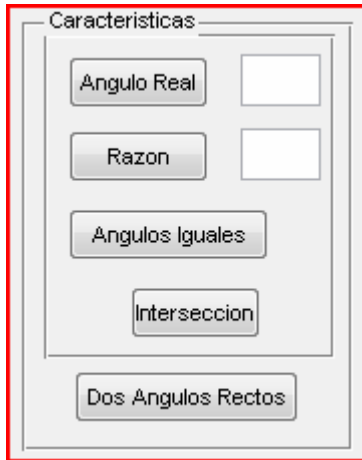 Caracteristicas
Angulo Real
Razon
Angulos Iguales
Interseccion
Dos Angulos Rectos